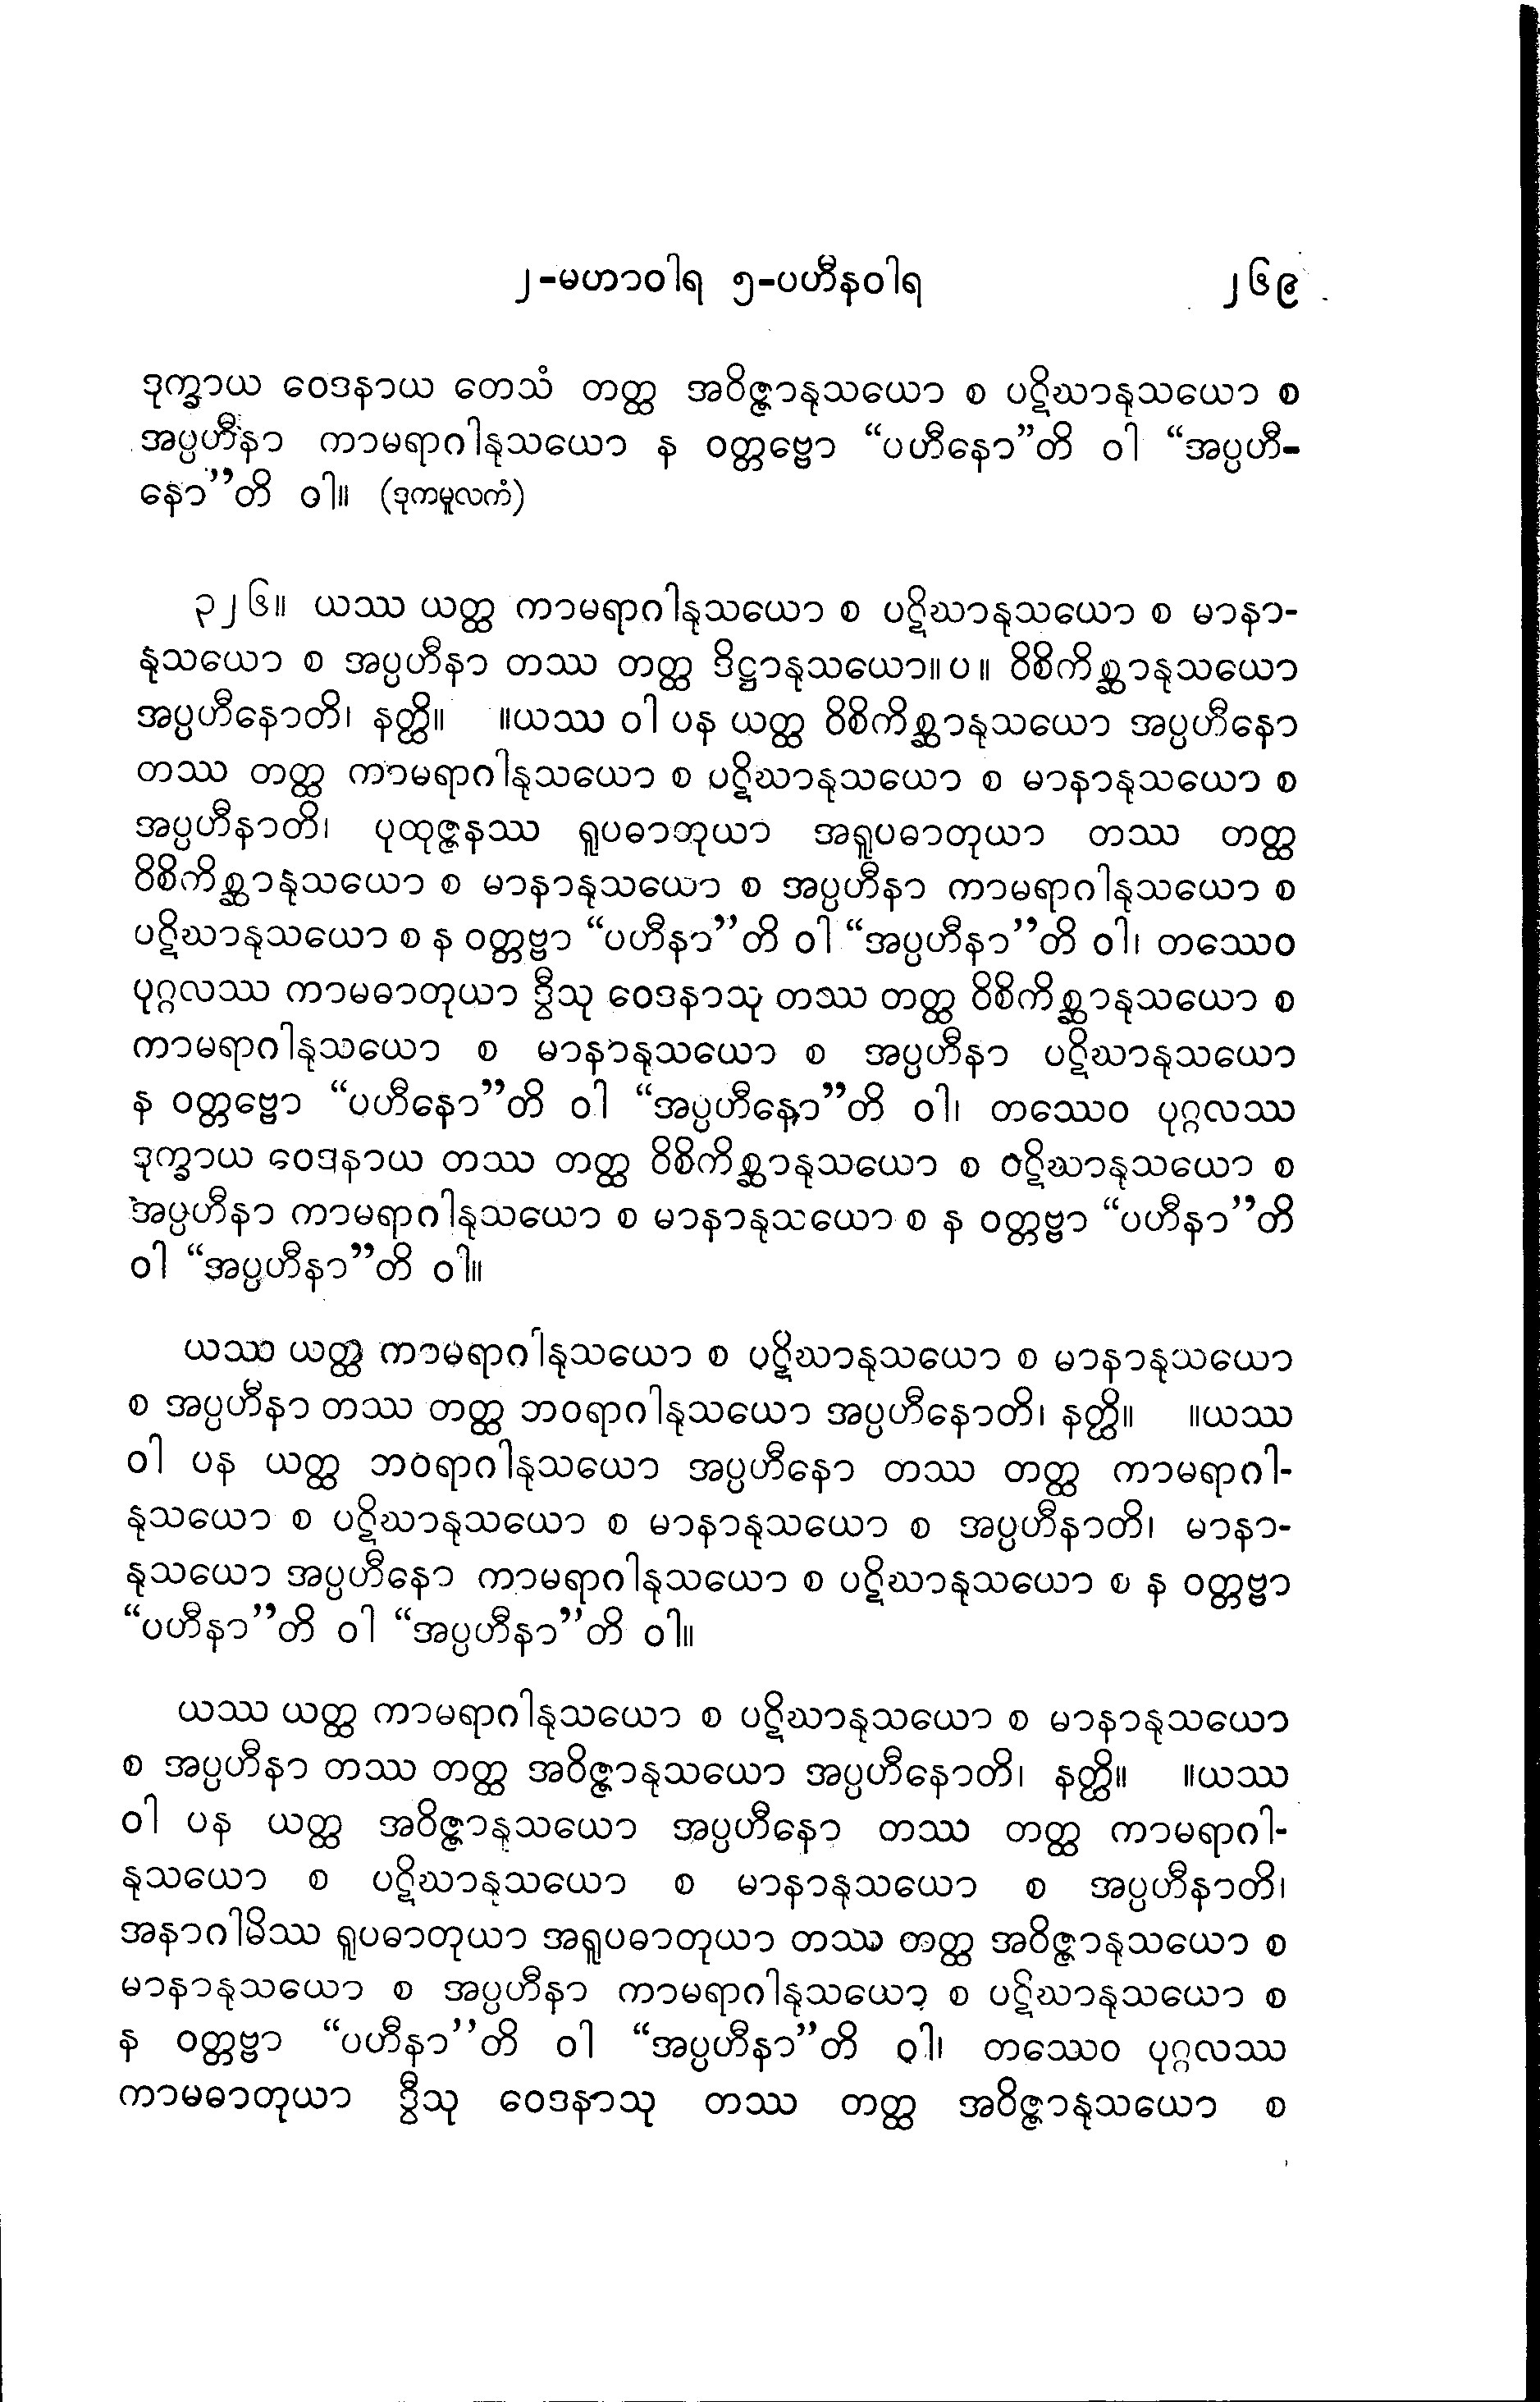 ၂-မဟာဝါရ ၅-ပဟီနဝါရ ၂၆၉
ဒုက္ခာယ ဝေဒနာယ တေသံ တတ္ထ အဝိဇ္ဇာနုသယော စ ပဋိဃာနုသယော စ
အပ္ပဟီနာ ကာမရာဂါနုသယော န ဝတ္တဗ္ဗော “ပဟီနော”တိ ဝါ “အပ္ပဟီ-
နော”တိ ဝါ။ (ဒုကမူလကံ)
၃၂၆။ ယဿ ယတ္ထ ကာမရာဂါနုသယော စ ပဋိဃာနုသယော စ မာနာ-
နုသယော စ အပ္ပဟီနာ တဿ တတ္ထ ဒိဋ္ဌာနုသယော။ပ။ ဝိစိကိစ္ဆာနုသယော
အပ္ပဟီနောတိ၊ နတ္ထိ။ ။ယဿ ဝါ ပန ယတ္ထ ဝိစိကိစ္ဆာနုသယော အပ္ပဟီနော
တဿ တတ္ထ ကာမရာဂါနုသယော စ ပဋိဃာနုသယော စ မာနာနုသယော စ
အပ္ပဟီနာတိ၊ ပုထုဇ္ဇနဿ ရူပဓာတုယာ အရူပဓာတုယာ တဿ တတ္ထ
ဝိစိကိစ္ဆာနုသယော စ မာနာနုသယော စ အပ္ပဟီနာ ကာမရာဂါနုသယော စ
ပဋိဃာနုသယော စ န ဝတ္တဗ္ဗာ “ပဟီနာ”တိ ဝါ “အပ္ပဟီနာ”တိ ဝါ၊ တဿေဝ
ပုဂ္ဂလဿ ကာမဓာတုယာ ဒွီသု ဝေဒနာသု တဿ တတ္ထ ဝိစိကိစ္ဆာနုသယော စ
ကာမရာဂါနုသယော စ မာနာနုသယော စ အပ္ပဟီနာ ပဋိဃာနုသယော
န ဝတ္တဗ္ဗော “ပဟီနော”တိ ဝါ “အပ္ပဟီနော”တိ ဝါ၊ တဿေဝ ပုဂ္ဂလဿ
ဒုက္ခာယ ဝေဒနာယ တဿ တတ္ထ ဝိစိကိစ္ဆာနုသယော စ ပဋိဃာနုသယော စ
အပ္ပဟီနာ ကာမရာဂါနုသယော စ မာနာနုသယော စ န ဝတ္တဗ္ဗာ “ပဟီနာ”တိ
ဝါ “အပ္ပဟီနာ”တိ ဝါ။
ယဿ ယတ္ထ ကာမရာဂါနုသယော စ ပဋိဃာနုသယော စ မာနာနုသယော
စ အပ္ပဟီနာ တဿ တတ္ထ ဘဝရာဂါနုသယော အပ္ပဟီနောတိ၊ နတ္ထိ။ ။ယဿ
ဝါ ပန ယတ္ထ ဘဝရာဂါနုသယော အပ္ပဟီနော တဿ တတ္ထ ကာမရာဂါ-
နုသယော စ ပဋိဃာနုသယော စ မာနာနုသယော စ အပ္ပဟီနာတိ၊ မာနာ-
နုသယော အပ္ပဟီနော ကာမရာဂါနုသယော စ ပဋိဃာနုသယော စ န ဝတ္တဗ္ဗာ
“ပဟီနာ”တိ ဝါ “အပ္ပဟီနာ”တိ ဝါ။
ယဿ ယတ္ထ ကာမရာဂါနုသယော စ ပဋိဃာနုသယော စ မာနာနုသယော
စ အပ္ပဟီနာ တဿ တတ္ထ အဝိဇ္ဇာနုသယော အပ္ပဟီနောတိ၊ နတ္ထိ။ ။ယဿ
ဝါ ပန ယတ္ထ အဝိဇ္ဇာနုသယော အပ္ပဟီနော တဿ တတ္ထ ကာမရာဂါ-
နုသယော စ ပဋိဃာနုသယော စ မာနာနုသယော စ အပ္ပဟီနာတိ၊
အနာဂါမိဿ ရူပဓာတုယာ အရူပဓာတုယာ တဿ တတ္ထ အဝိဇ္ဇာနုသယော စ
မာနာနုသယော စ အပ္ပဟီနာ ကာမရာဂါနုသယော စ ပဋိဃာနုသယော စ
န ဝတ္တဗ္ဗာ “ပဟီနာ”တိ ဝါ “အပ္ပဟီနာ”တိ ဝါ၊ တဿေဝ ပုဂ္ဂလဿ
ကာမဓာတုယာ ဒွီသု ဝေဒနာသု တဿ တတ္ထ အဝိဇ္ဇာနုသယော စ